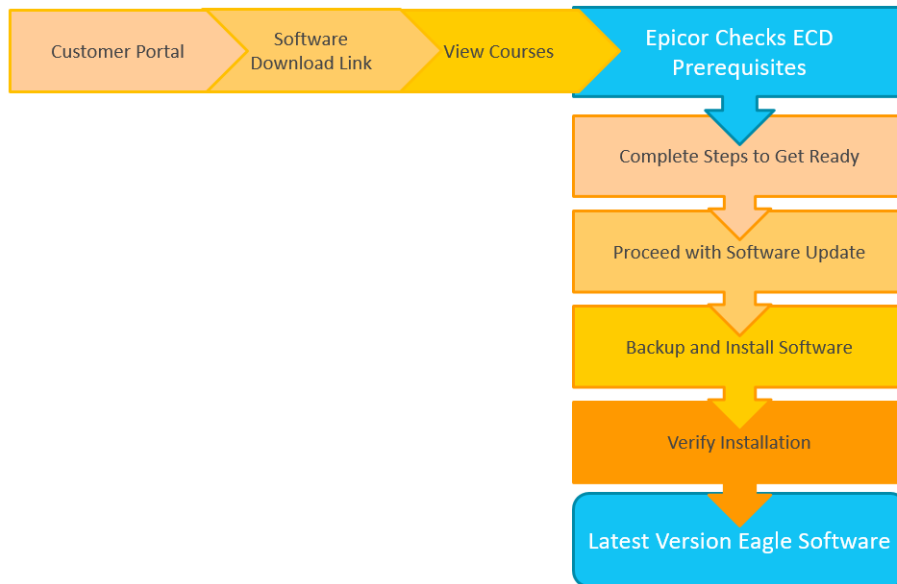 Customer Portal
Software
Download Link
View Courses
Epicor Checks ECD
Prerequisites
Complete Steps to Get Ready
Proceed with Software Update
Backup and Install Software
Verify Installation
Latest Version Eagle Software